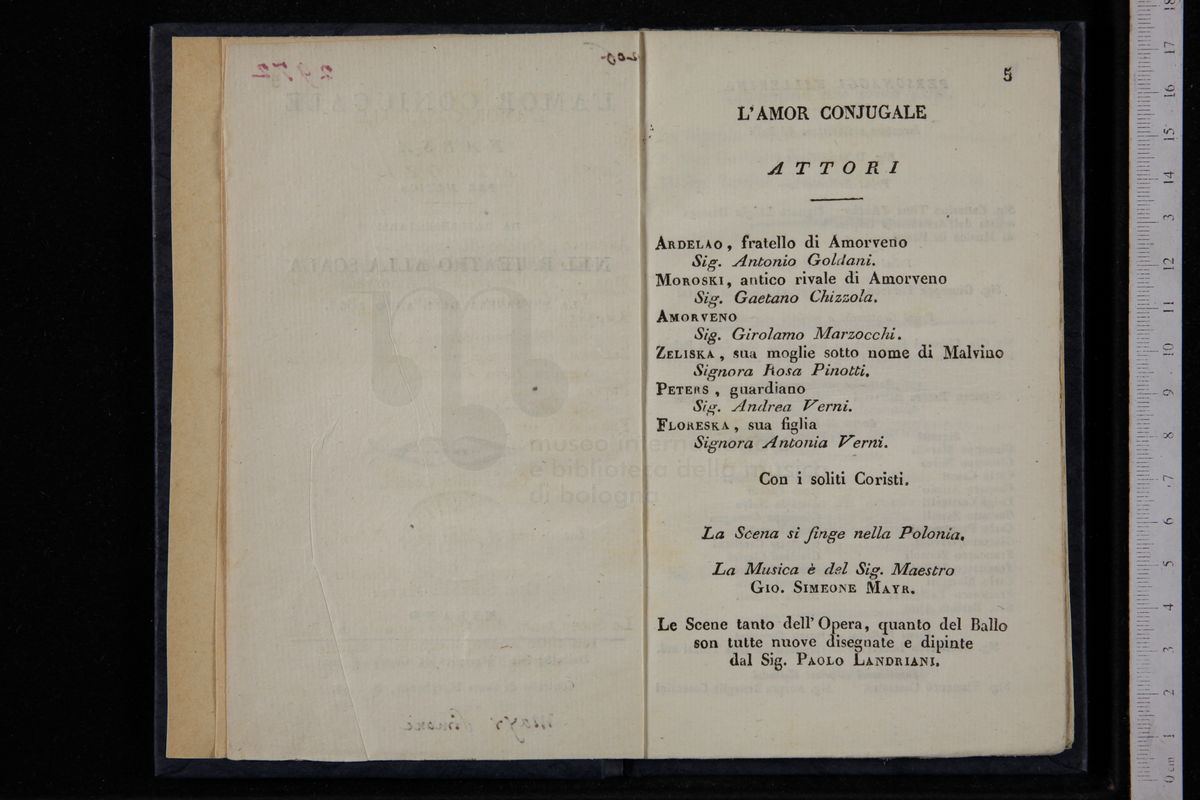 5
L'AMOR CONJUGALE
ATTORI
ARDELAO, fratello di Amorveno
Sig. Antonio Goldani.
MOROSKI, antico rivale di Amorveno
Sig. Gaetano Chizzola.
AMORVENO
Sig. Girolamo Marzocchi.
ZELISKA, sua moglie sotto nome di Malvino
Signora Rosa Pinotti.
PETERS, guardiano
Sig. Andrea Verni.
FLORESKA, sua figlia
Signora Antonia Verni.
Con i soliti Coristi.
La Scena si finge nella Polonia.
La Musica è del Sig. Maestro
GIO. SIMEONE MAYR.
Le Scene tanto dell'Opera, quanto del Ballo
son tutte nuove disegnate e dipinte
dal Sig. PAOLO LANDRIANI.
museo inter
e biblioteca della musica
di bologna